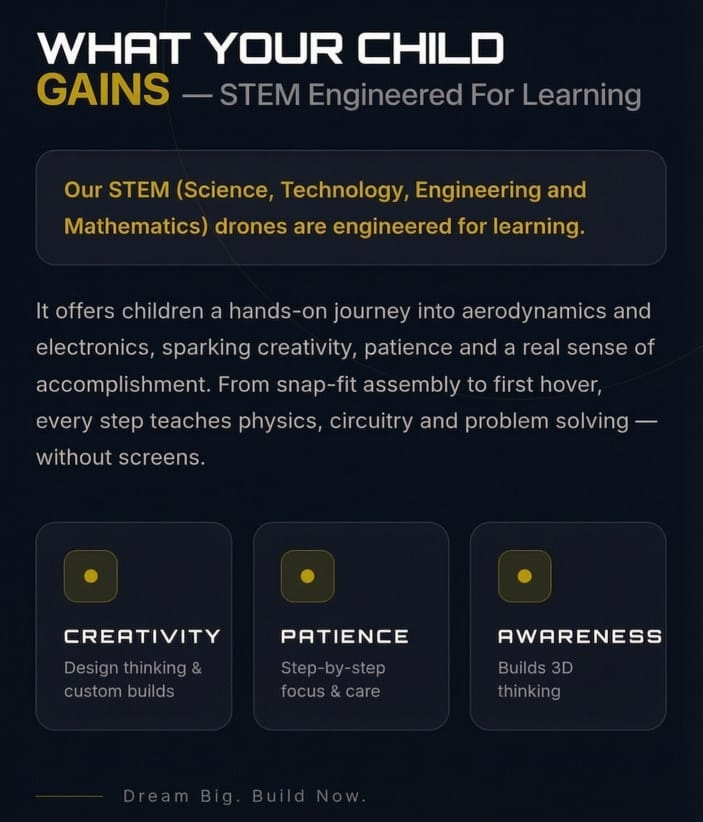 WHAT YOUR CHILD
GAINS — STEM Engineered For Learning
Our STEM (Science, Technology, Engineering and
Mathematics) drones are engineered for learning.
It offers children a hands-on journey into aerodynamics and
electronics, sparking creativity, patience and a real sense of
accomplishment. From snap-fit assembly to first hover,
every step teaches physics, circuitry and problem solving —
without screens.
CREATIVITY
Design thinking &
custom builds
PATIENCE
Step-by-step
focus & care
AWARENESS
Builds 3D
thinking
Dream Big. Build Now.